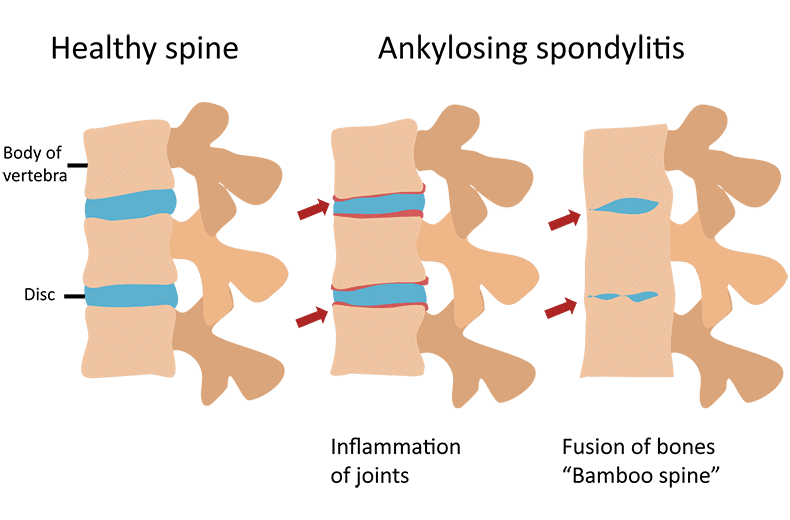 Healthy spine
Ankylosing spondylitis
Body of
vertebra
Disc
Inflammation
of joints
Fusion of bones
“Bamboo spine”